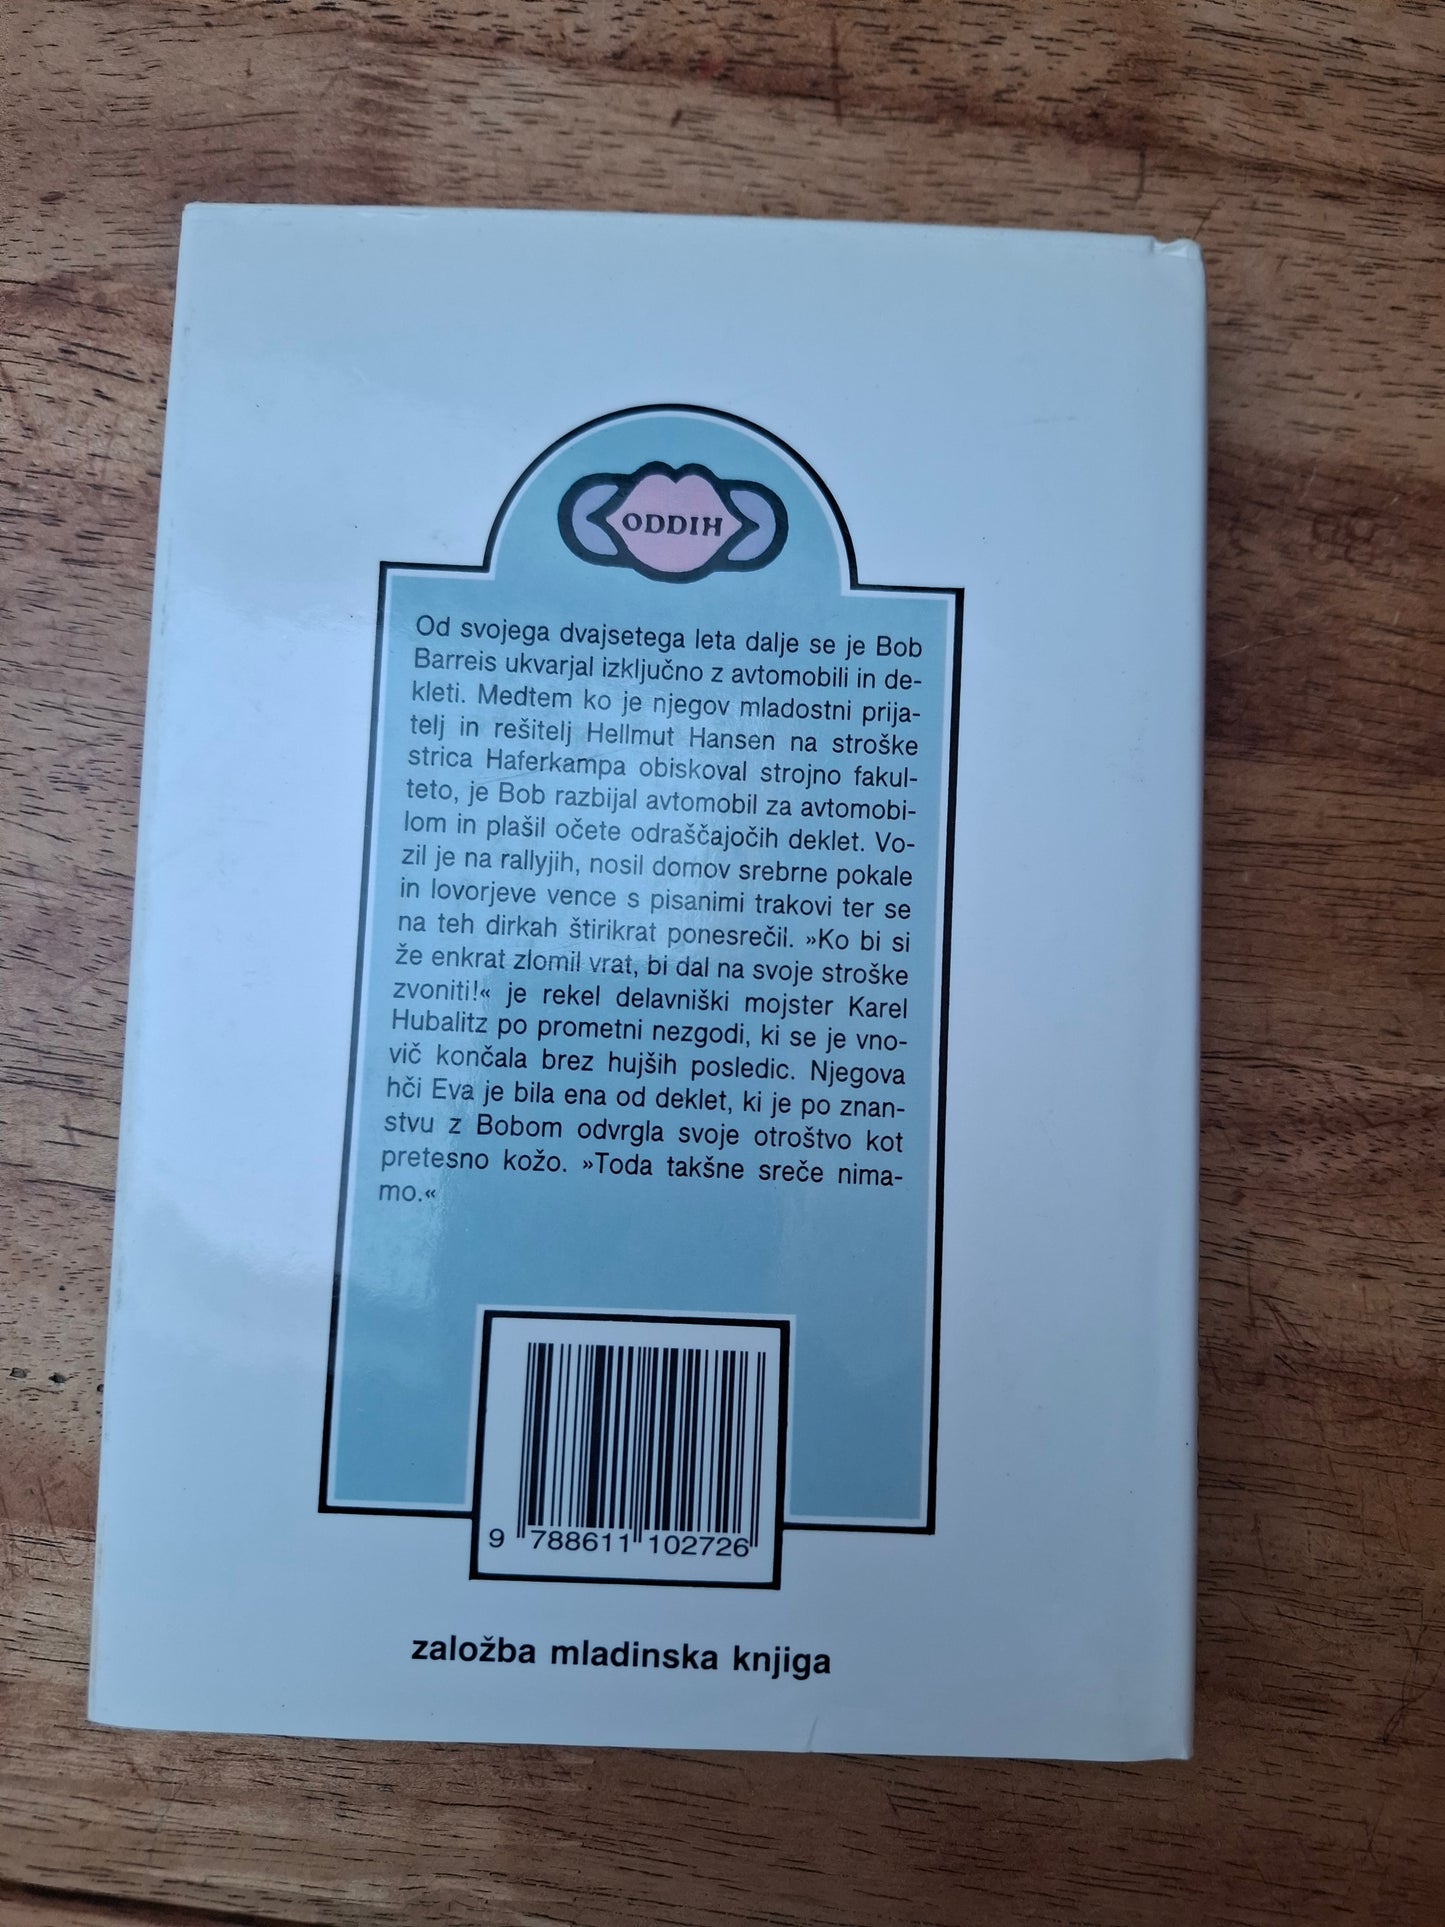 ODDIH
Od svojega dvajsetega leta dalje se je Bob
Barreis ukvarjal izključno z avtomobili in de-
kleti. Medtem ko je njegov mladostni prija-
telj in rešitelj Hellmut Hansen na stroške
strica Haferkampa obiskoval strojno fakul-
teto, je Bob razbijal avtomobil za avtomobi-
lom in plašil očete odraščajočih deklet. Vo-
zil je na rallyjih, nosil domov srebrne pokale
in lovorjeve vence s pisanimi trakovi ter se
na teh dirkah štirikrat ponesrečil. »Ko bi si
že enkrat zlomil vrat, bi dal na svoje stroške
zvoniti!« je rekel delavniški mojster Karel
Hubalitz po prometni nezgodi, ki se je vno-
vič končala brez hujših posledic. Njegova
hči Eva je bila ena od deklet, ki je po znan-
stvu z Bobom odvrgla svoje otroštvo kot
pretesno kožo. »Toda takšne sreče nima-
mo.«
9 788611 102726
založba mladinska knjiga